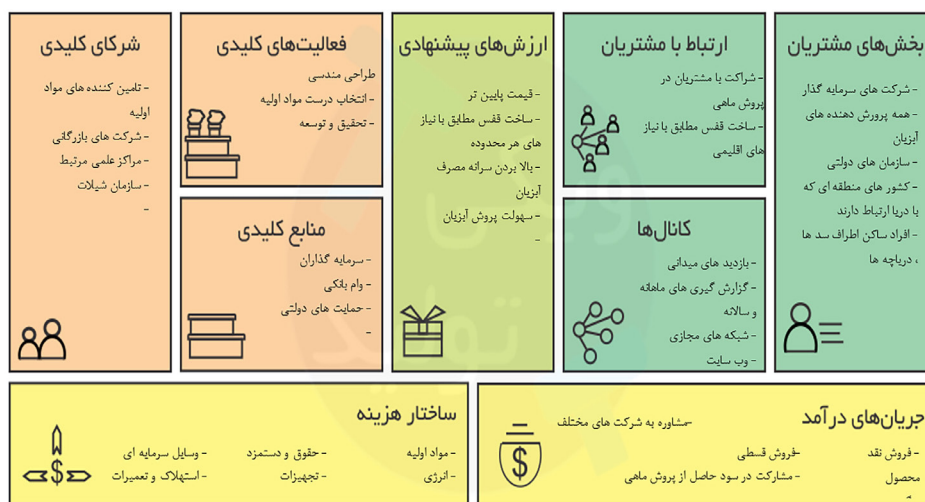 بخش‌های مشتریان
- شرکت های سرمایه گذار
- همه پرورش دهنده های
آبزیان
- سازمان های دولتی
- کشور های منطقه ای که
با دریا ارتباط دارند
- افراد ساکن اطراف سد ها
، دریاچه ها
ارتباط با مشتریان
- شراکت با مشتریان در
پروش ماهی
- ساخت قفس مطابق با نیاز
های اقلیمی
کانال‌ها
- بازدید های میدانی
- گزارش گیری های ماهانه
و سالانه
- شبکه های مجازی
- وب سایت
ارزش‌های پیشنهادی
- قیمت پایین تر
- ساخت قفس مطابق با نیاز
های هر محدوده
- بالا بردن سرانه مصرف
آبزیان
- سهولت پروش آبزیان
-
فعالیت‌های کلیدی
طراحی مندسی
- انتخاب درست مواد اولیه
- تحقیق و توسعه
منابع کلیدی
- سرمایه گذاران
- وام بانکی
- حمایت های دولتی
-
شرکای کلیدی
- تامین کننده های مواد
اولیه
- شرکت های بازرگانی
- مراکز علمی مرتبط
- سازمان شیلات
-
جریان‌های درآمد
-مشاوره به شرکت های مختلف
- فروش نقد
محصول
-فروش قسطی
- مشارکت در سود حاصل از پروش ماهی
ساختار هزینه
- مواد اولیه
- انرژی
- حقوق و دستمزد
- تجهیزات
- وسایل سرمایه ای
- استهلاک و تعمیرات
ویکی
تولید